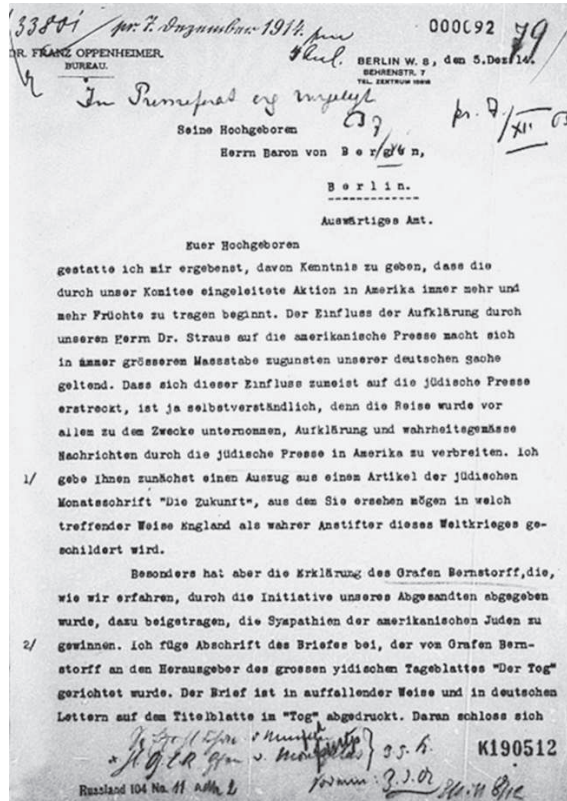 pr. 7. Dezember 1914.
000092
79
DR. FRANZ OPPENHEIMER.
BUREAU.
BERLIN W. 8, den 5.Dez.14.
BEHRENSTR. 7
TEL. ZENTRUM
In Pressreferat vorgelegt
pr. 7/XII
Seine Hochgeboren
Herrn Baron von
Berlin.
Auswärtiges Amt.
Euer Hochgeboren
gestatte ich mir ergebenst, davon Kenntnis zu geben, dass die
durch unser Komitee eingeleitete Aktion in Amerika immer mehr und
mehr Früchte zu tragen beginnt. Der Einfluss der Aufklärung durch
unseren Herrn Dr. Straus auf die amerikanische Presse macht sich
in immer grösserem Massstabe zugunsten unserer deutschen Sache
geltend. Dass sich dieser Einfluss zumeist auf die jüdische Presse
erstreckt, ist ja selbstverständlich, denn die Reise wurde vor
allem zu dem Zwecke unternommen, Aufklärung und wahrheitsgemässe
Nachrichten durch die jüdische Presse in Amerika zu verbreiten. Ich
1/ gebe Ihnen zunächst einen Auszug aus einem Artikel der jüdischen
Monatsschrift "Die Zukunft", aus dem Sie ersehen mögen in welch
treffender Weise England als wahrer Anstifter dieses Weltkrieges ge-
schildert wird.
Besonders hat aber die Erklärung des Grafen Bernstorff,die,
wie wir erfahren, durch die Initiative unseres Abgesandten abgegeben
wurde, dazu beigetragen, die Sympathien der amerikanischen Juden zu
2/ gewinnen. Ich füge Abschrift des Briefes bei, der vom Grafen Bern-
storff an den Herausgeber des grossen yidischen Tageblattes "Der Tog"
gerichtet wurde. Der Brief ist in auffallender Weise und in deutschen
Lettern auf dem Titelblatte im "Tog" abgedruckt. Daran schloss sich
K190512
Russland 104 No. 11